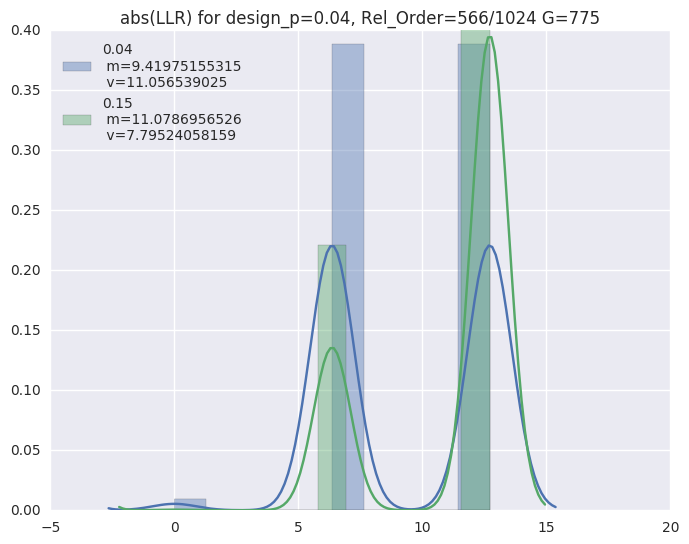 abs(LLR) for design_p=0.04, Rel_Order=566/1024 G=775
0.04
m=9.41975155315
v=11.056539025
0.15
m=11.0786956526
v=7.79524058159
0.40
0.35
0.30
0.25
0.20
0.15
0.10
0.05
0.00
−5 0 5 10 15 20